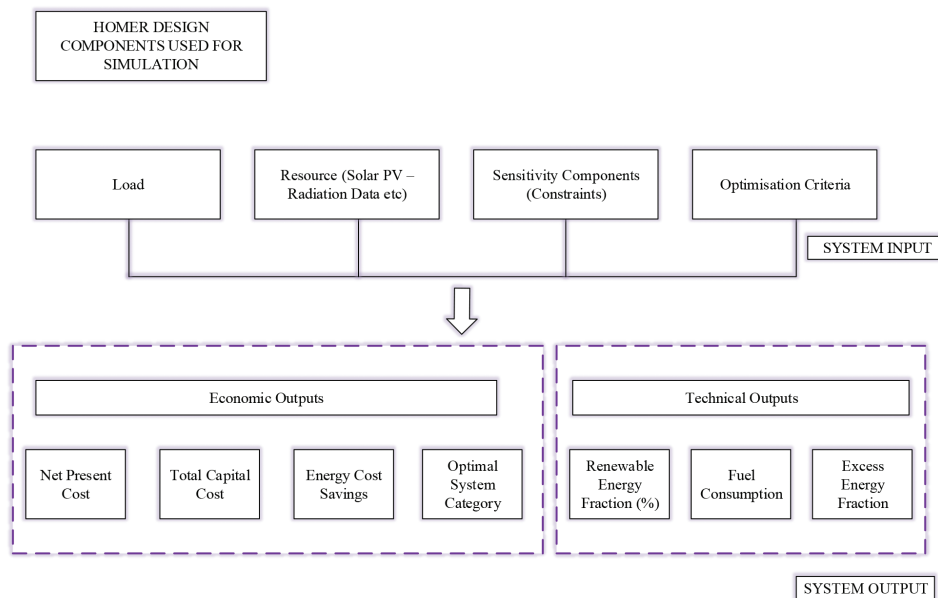 HOMER DESIGN
COMPONENTS USED FOR
SIMULATION
Load
Resource (Solar PV –
Radiation Data etc)
Sensitivity Components
(Constraints)
Optimisation Criteria
SYSTEM INPUT
Economic Outputs
Technical Outputs
Net Present
Cost
Total Capital
Cost
Energy Cost
Savings
Optimal
System
Category
Renewable
Energy
Fraction (%)
Fuel
Consumption
Excess
Energy
Fraction
SYSTEM OUTPUT